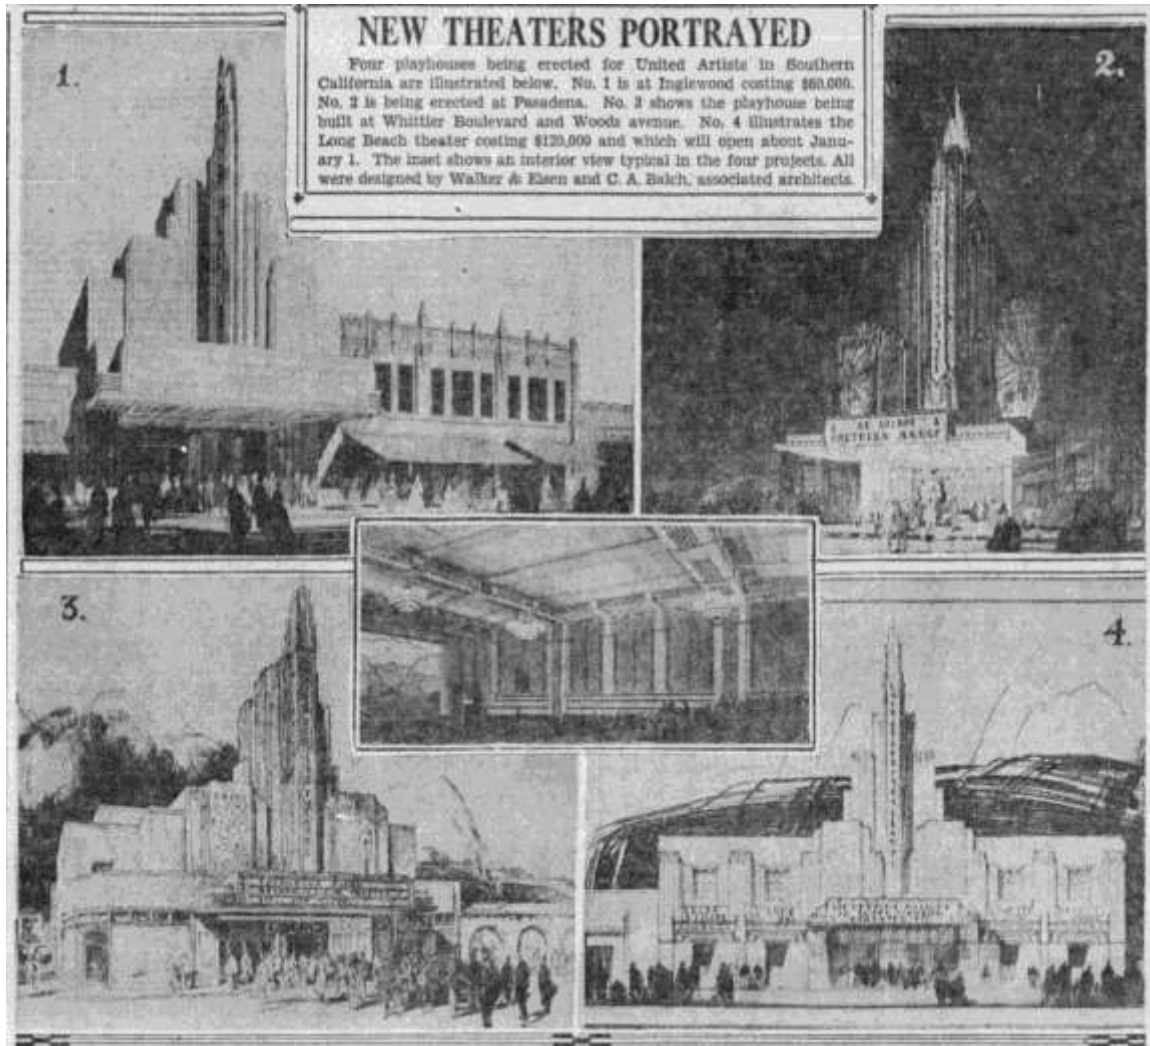 NEW THEATERS PORTRAYED
Four playhouses being erected for United Artists in Southern
California are illustrated below. No. 1 is at Inglewood costing $60,000.
No. 2 is being erected at Pasadena. No. 3 shows the playhouse being
built at Whittier Boulevard and Woods avenue. No. 4 illustrates the
Long Beach theater costing $120,000 and which will open about Janu-
ary 1. The inset shows an interior view typical in the four projects. All
were designed by Walker & Eisen and C. A. Balch, associated architects.
1.
2.
3.
4.